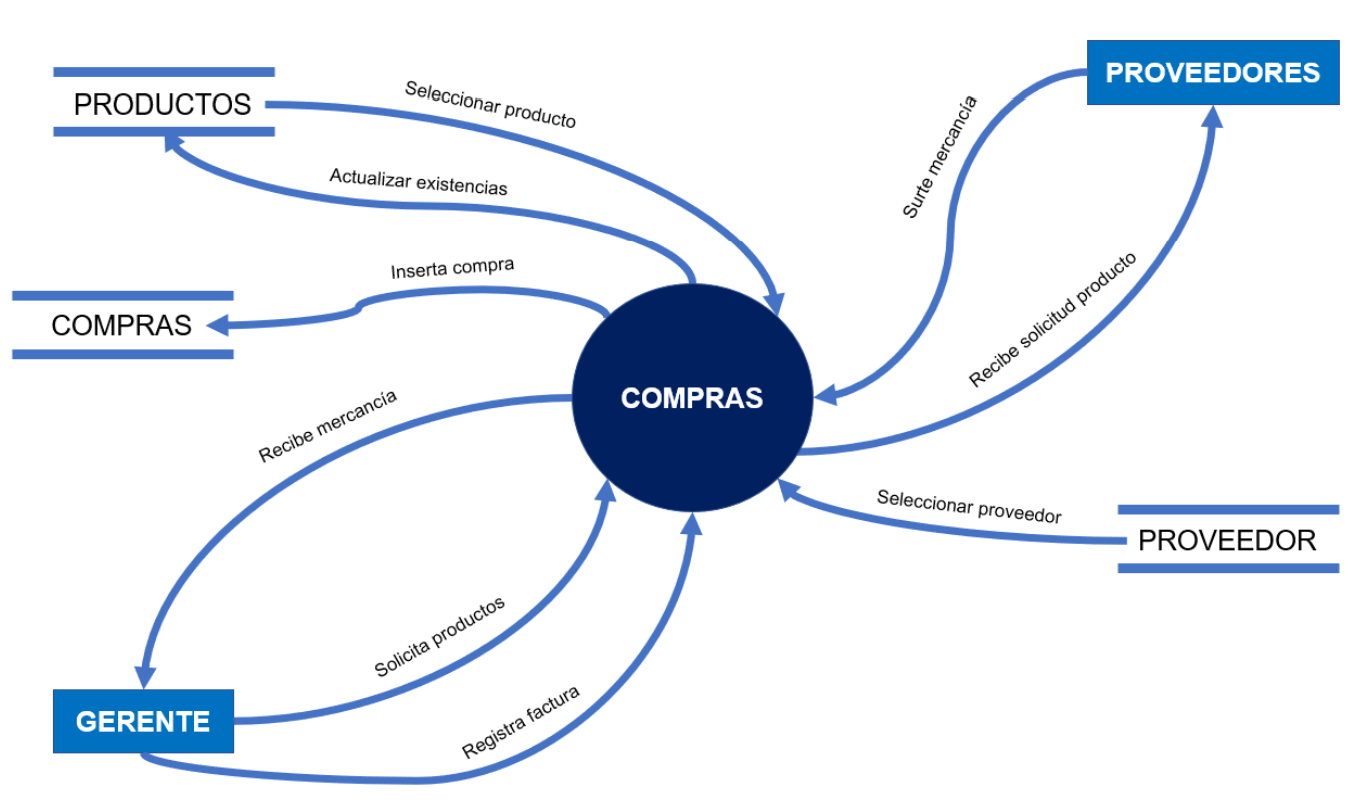 PROVEEDORES
PRODUCTOS
Seleccionar producto
Surte mercancía
Actualizar existencias
Inserta compra
COMPRAS
Recibe solicitud producto
COMPRAS
Recibe mercancía
Seleccionar proveedor
PROVEEDOR
Solicita productos
GERENTE
Registra factura